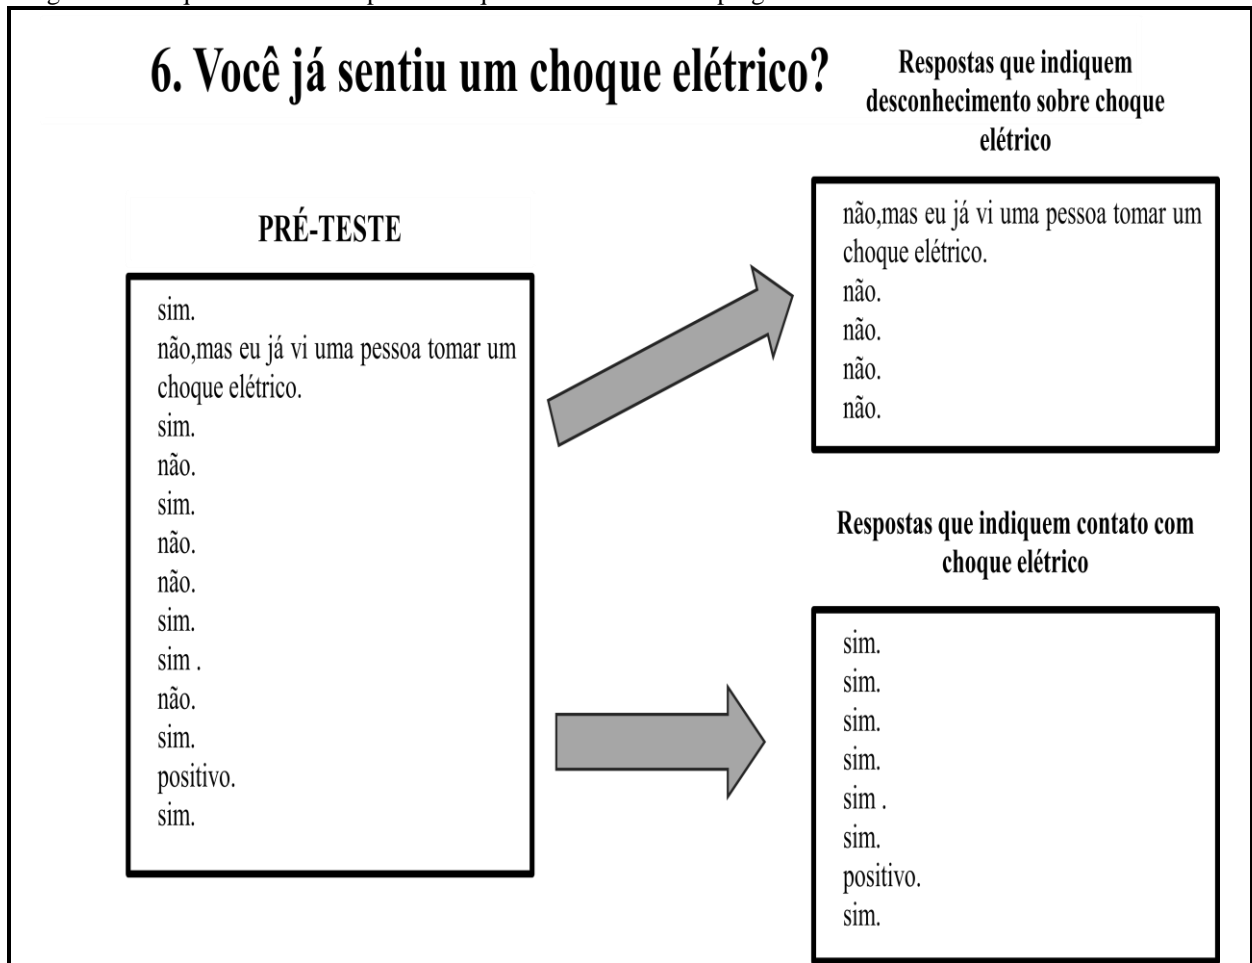 6. Você já sentiu um choque elétrico?
PRÉ-TESTE
sim.
não,mas eu já vi uma pessoa tomar um
choque elétrico.
sim.
não.
sim.
não.
não.
sim.
sim .
não.
sim.
positivo.
sim.
Respostas que indiquem
desconhecimento sobre choque
elétrico
não,mas eu já vi uma pessoa tomar um
choque elétrico.
não.
não.
não.
não.
Respostas que indiquem contato com
choque elétrico
sim.
sim.
sim.
sim.
sim .
sim.
positivo.
sim.